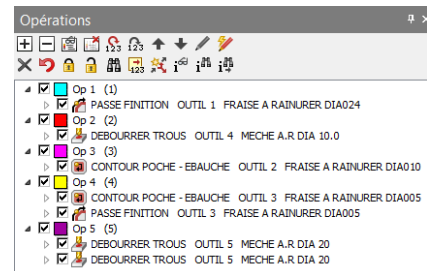 Opérations
Op 1 (1)
PASSE FINITION OUTIL 1 FRAISE A RAINURER DIA024
Op 2 (2)
DEBOURRER TROUS OUTIL 4 MECHE A.R DIA 10.0
Op 3 (3)
CONTOUR POCHE - EBAUCHE OUTIL 2 FRAISE A RAINURER DIA010
Op 4 (4)
CONTOUR POCHE - EBAUCHE OUTIL 3 FRAISE A RAINURER DIA005
PASSE FINITION OUTIL 3 FRAISE A RAINURER DIA005
Op 5 (5)
DEBOURRER TROUS OUTIL 5 MECHE A.R DIA 20
DEBOURRER TROUS OUTIL 5 MECHE A.R DIA 20